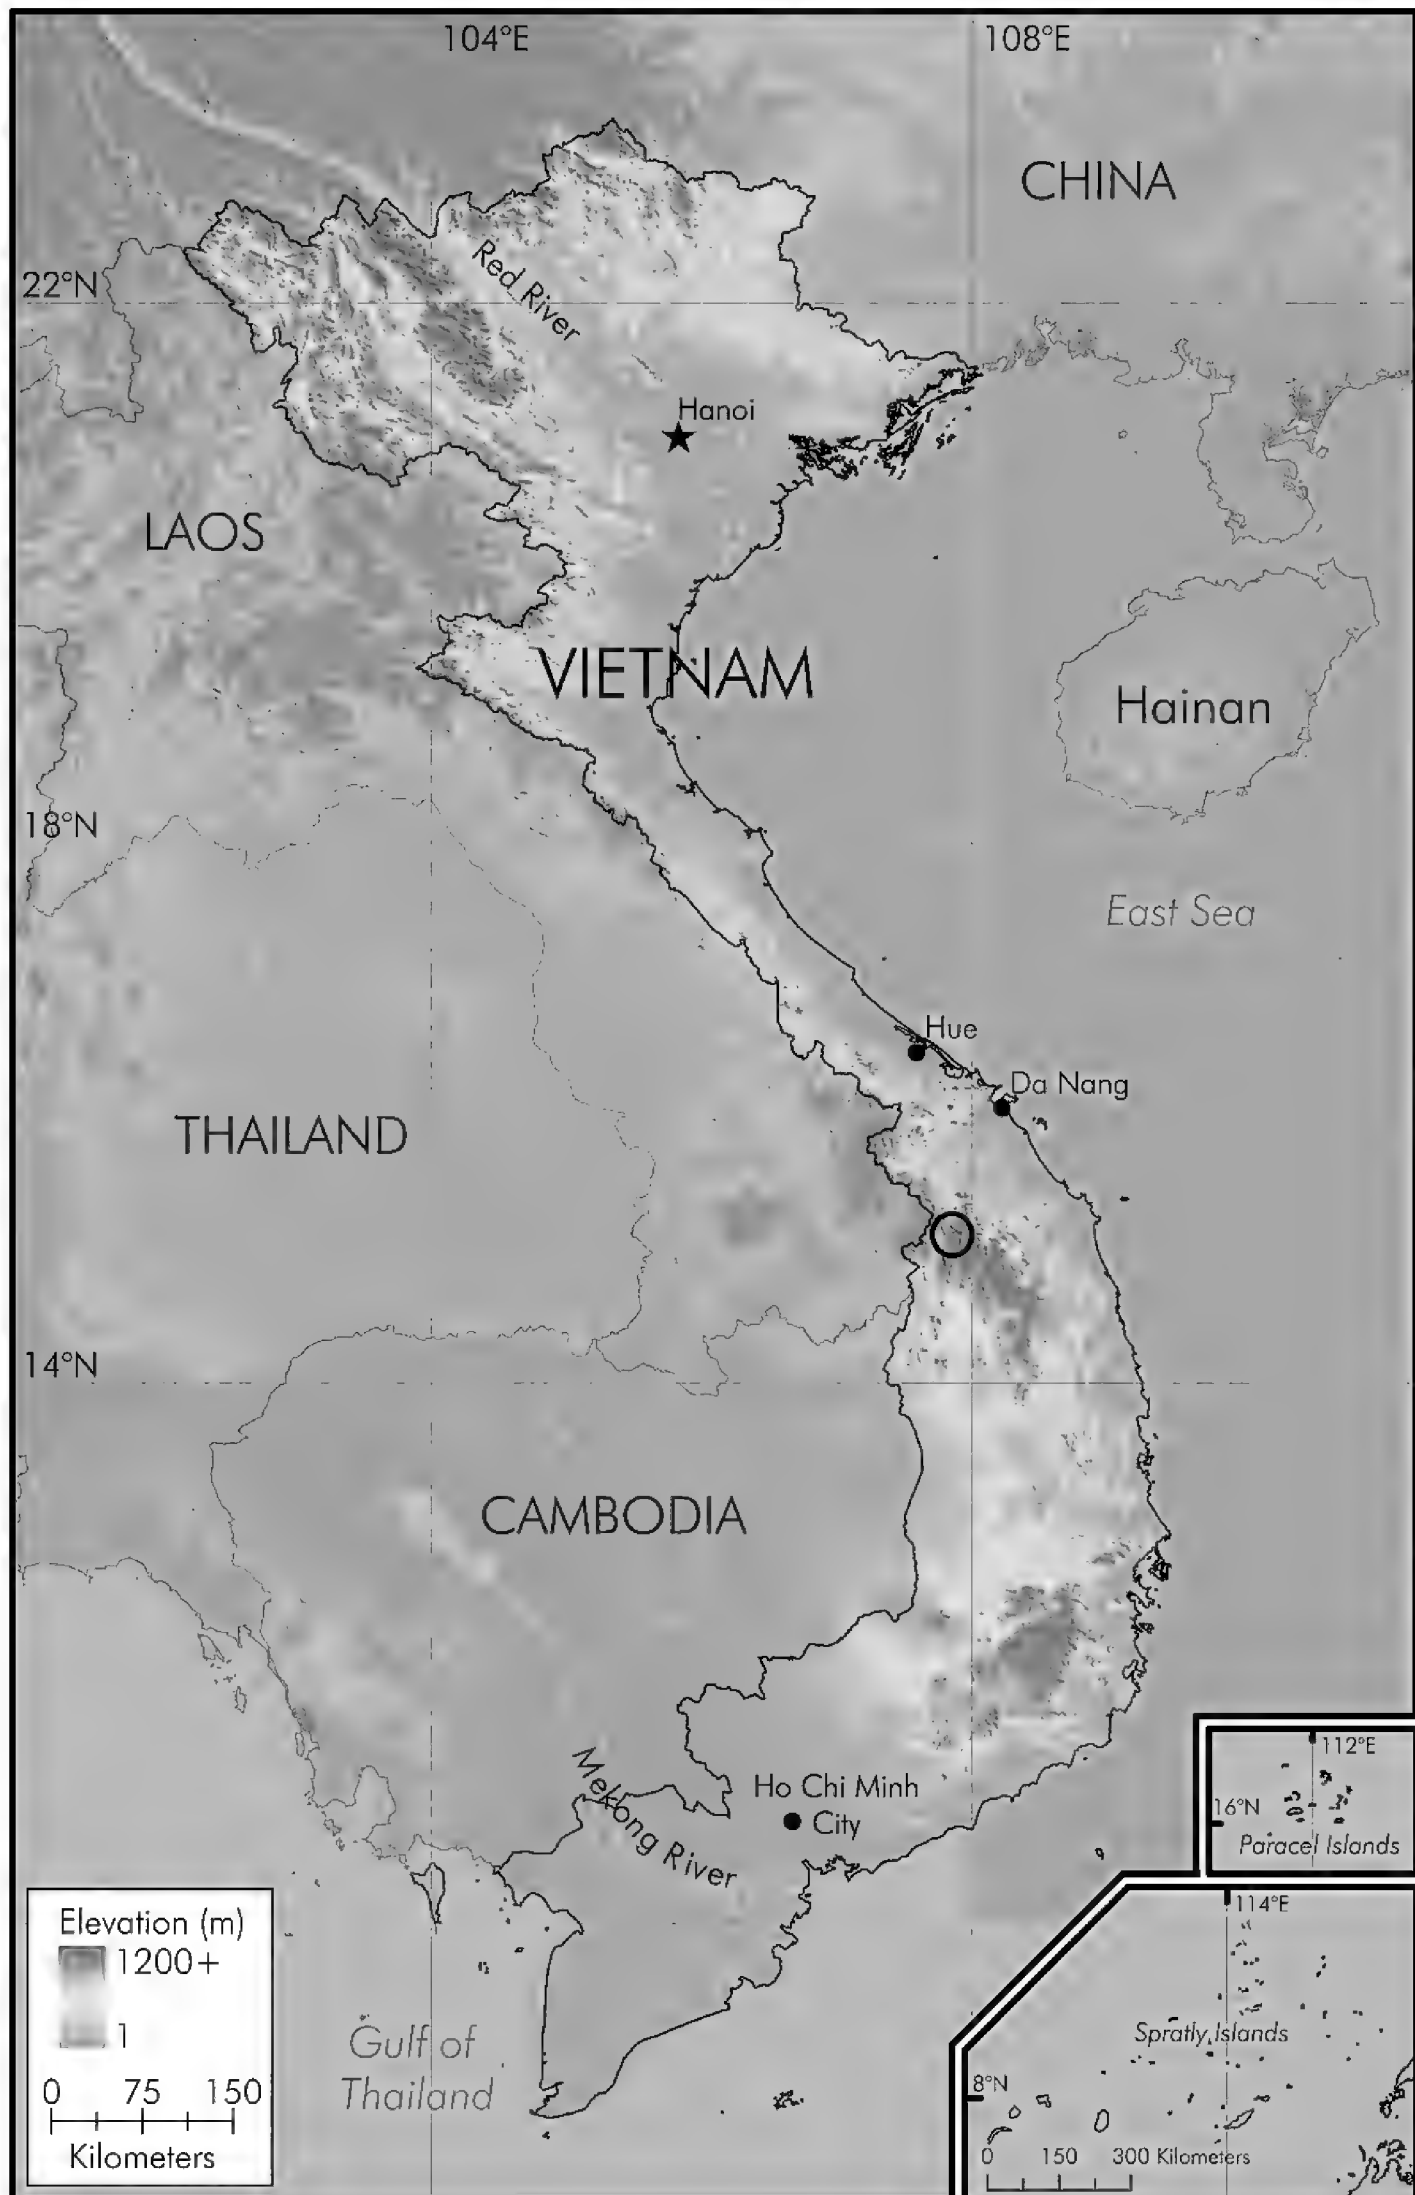 104°E
108°E
CHINA
Red River
22°N
Hanoi
LAOS
VIETNAM
Hainan
18°N
East Sea
Hue
Da Nang
THAILAND
14°N
CAMBODIA
Mekong River
Ho Chi Minh
City
112°E
16°N
Paracel Islands
114°E
Spratly Islands
8°N
0 150 300 Kilometers
Gulf of
Thailand
Elevation (m)
1200+
1
0 75 150
Kilometers